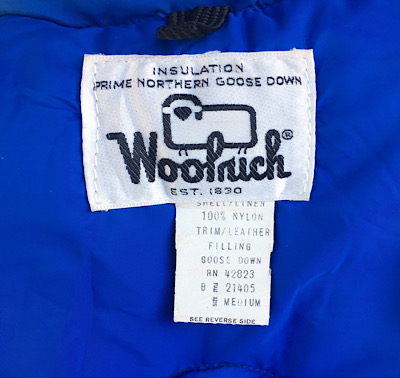 INSULATION
PRIME NORTHERN GOOSE DOWN
Woolrich®
EST. 1830
SHELL/LINER
100% NYLON
TRIM/LEATHER
FILLING
GOOSE DOWN
RN 42823
B 21405
MEDIUM
SEE REVERSE SIDE